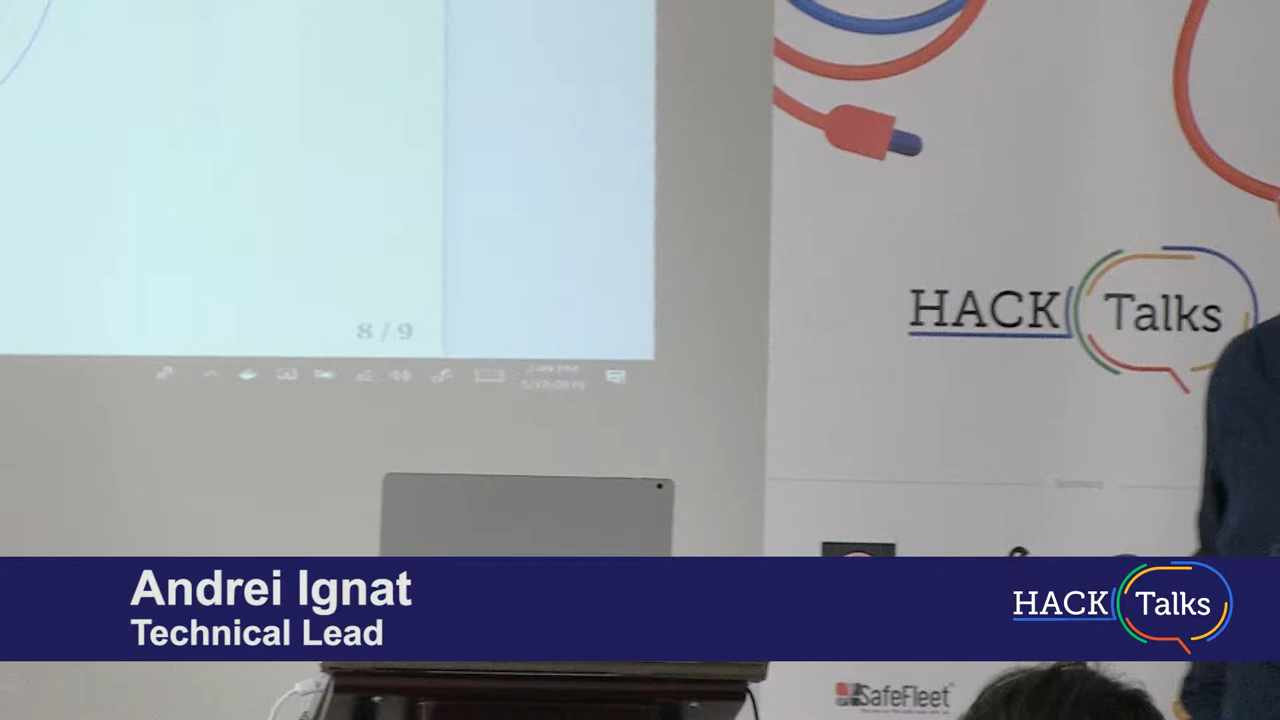 8 / 9
HACK Talks
Andrei Ignat
Technical Lead
HACK Talks
SafeFleet